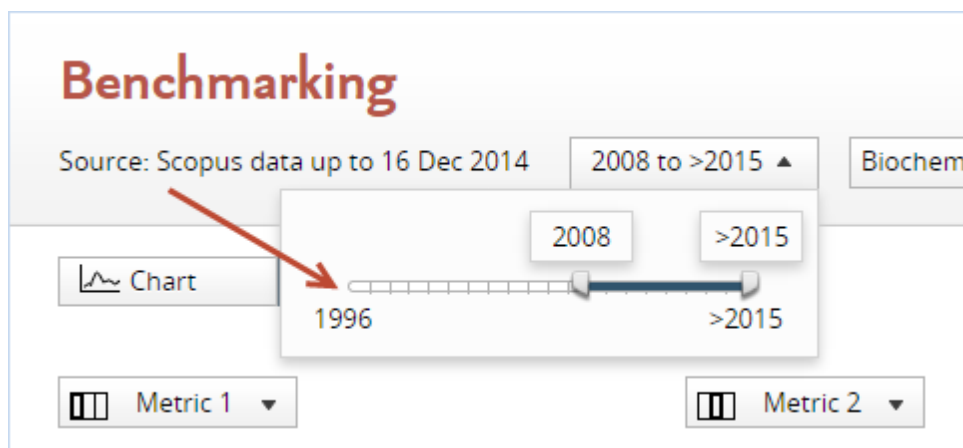 Benchmarking
Source: Scopus data up to 16 Dec 2014
2008 to >2015
Biochem
2008
>2015
Chart
1996
>2015
Metric 1
Metric 2